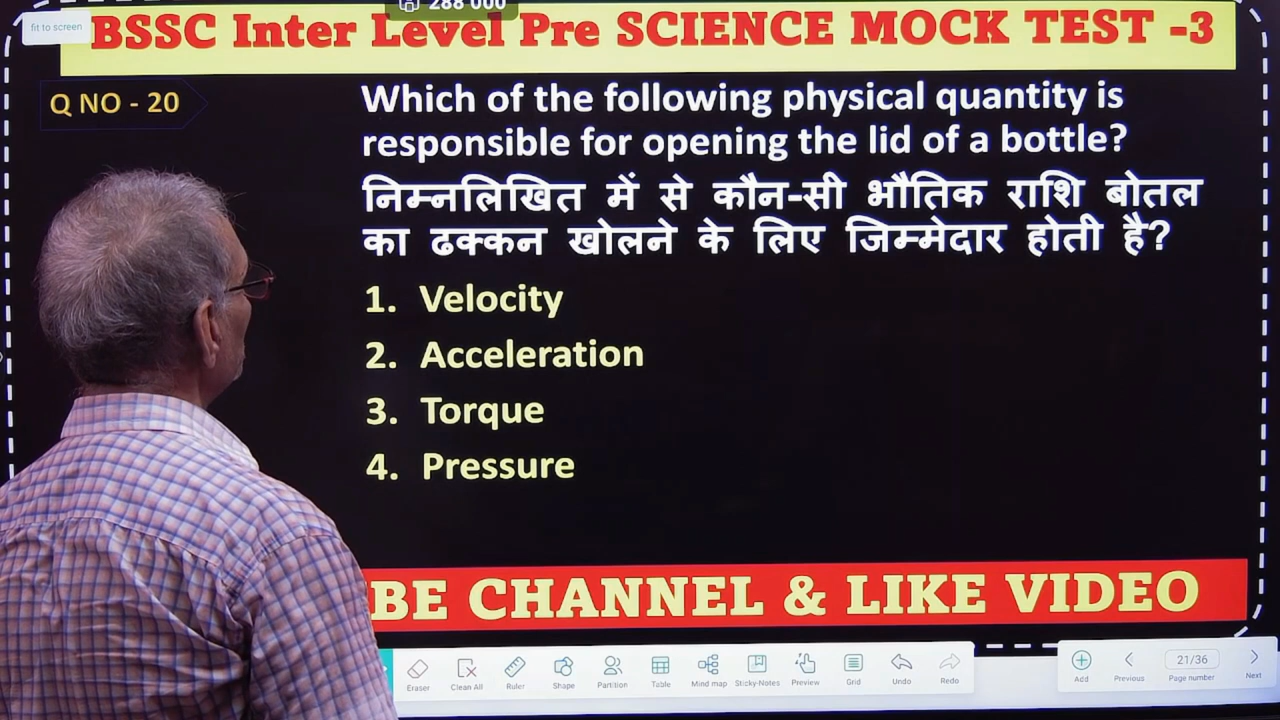 288 000
fit to screen
BSSC Inter Level Pre SCIENCE MOCK TEST -3
Q NO - 20
Which of the following physical quantity is
responsible for opening the lid of a bottle?
निम्नलिखित में से कौन-सी भौतिक राशि बोतल
का ढक्कन खोलने के लिए जिम्मेदार होती है?
1. Velocity
2. Acceleration
3. Torque
4. Pressure
BE CHANNEL & LIKE VIDEO
Eraser Clean All Ruler Shape Partition Table Mind map Sticky-Notes Preview Grid Undo Redo
Add Previous 21/36 Page number Next